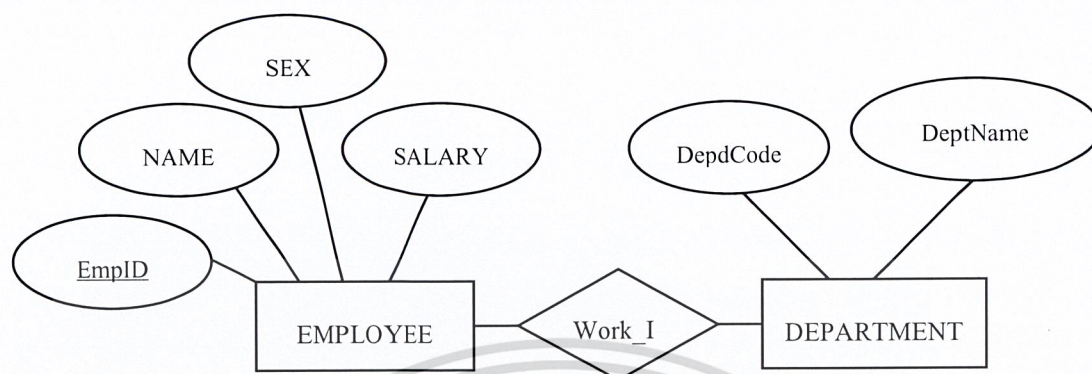 SEX
NAME
SALARY
DepdCode
DeptName
EmpID
EMPLOYEE
Work_I
DEPARTMENT